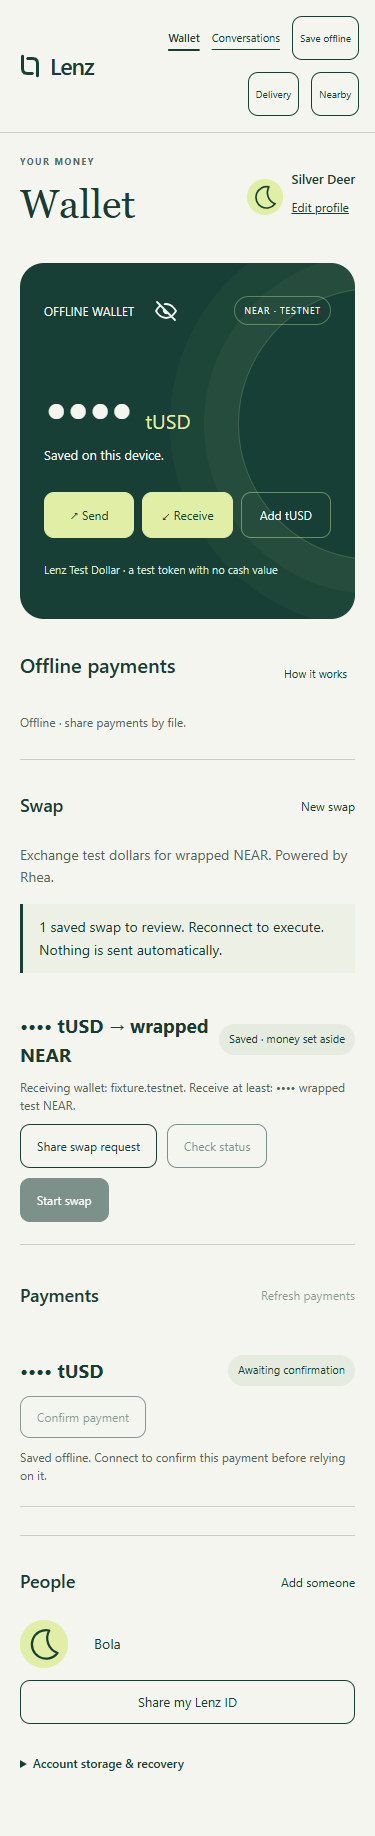 Lenz
Wallet
Conversations
Save offline
Delivery
Nearby
YOUR MONEY
Wallet
Silver Deer
Edit profile
OFFLINE WALLET
NEAR · TESTNET
•••• tUSD
Saved on this device.
↗ Send
↙ Receive
Add tUSD
Lenz Test Dollar · a test token with no cash value
Offline payments
How it works
Offline · share payments by file.
Swap
New swap
Exchange test dollars for wrapped NEAR. Powered by
Rhea.
1 saved swap to review. Reconnect to execute.
Nothing is sent automatically.
•••• tUSD → wrapped
NEAR
Saved · money set aside
Receiving wallet: fixture.testnet. Receive at least: •••• wrapped
test NEAR.
Share swap request
Check status
Start swap
Payments
Refresh payments
•••• tUSD
Awaiting confirmation
Confirm payment
Saved offline. Connect to confirm this payment before relying
on it.
People
Add someone
Bola
Share my Lenz ID
▶ Account storage & recovery